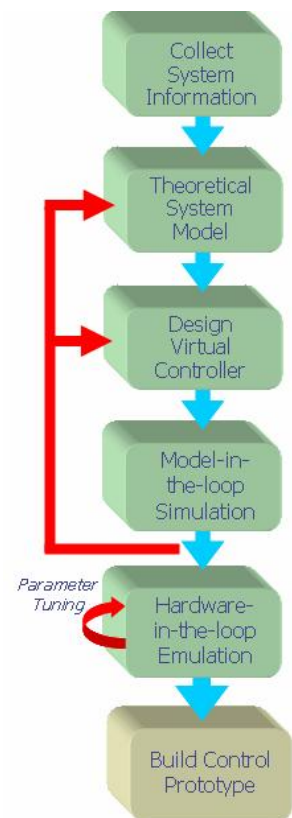 Collect
System
Information
Theoretical
System
Model
Design
Virtual
Controller
Model-in-
the-loop
Simulation
Parameter
Tuning
Hardware-
in-the-loop
Emulation
Build Control
Prototype